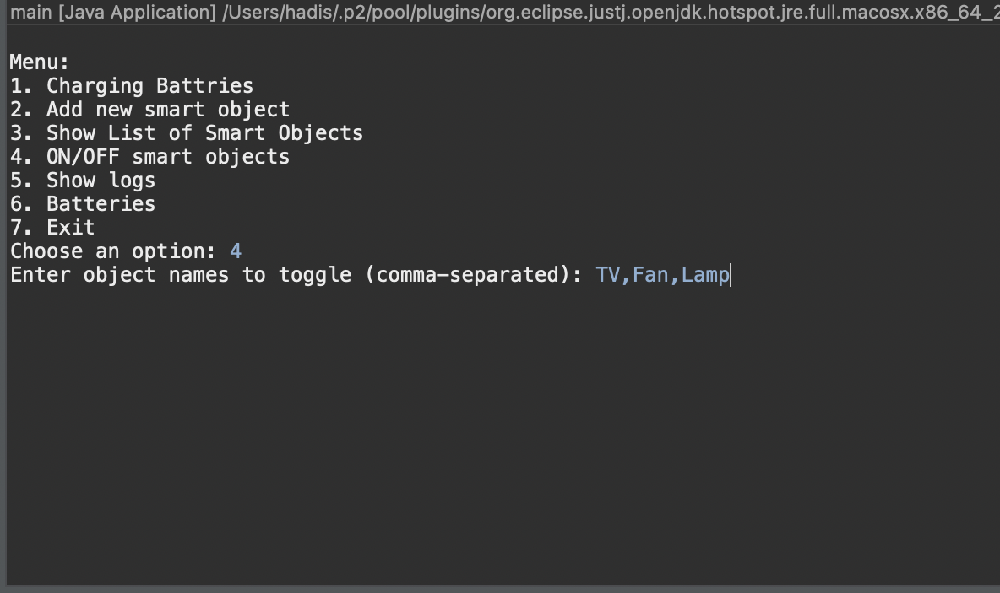 main [Java Application] /Users/hadis/.p2/pool/plugins/org.eclipse.justj.openjdk.hotspot.jre.full.macosx.x86_64_2
Menu:
1. Charging Battries
2. Add new smart object
3. Show List of Smart Objects
4. ON/OFF smart objects
5. Show logs
6. Batteries
7. Exit
Choose an option: 4
Enter object names to toggle (comma-separated): TV,Fan,Lamp